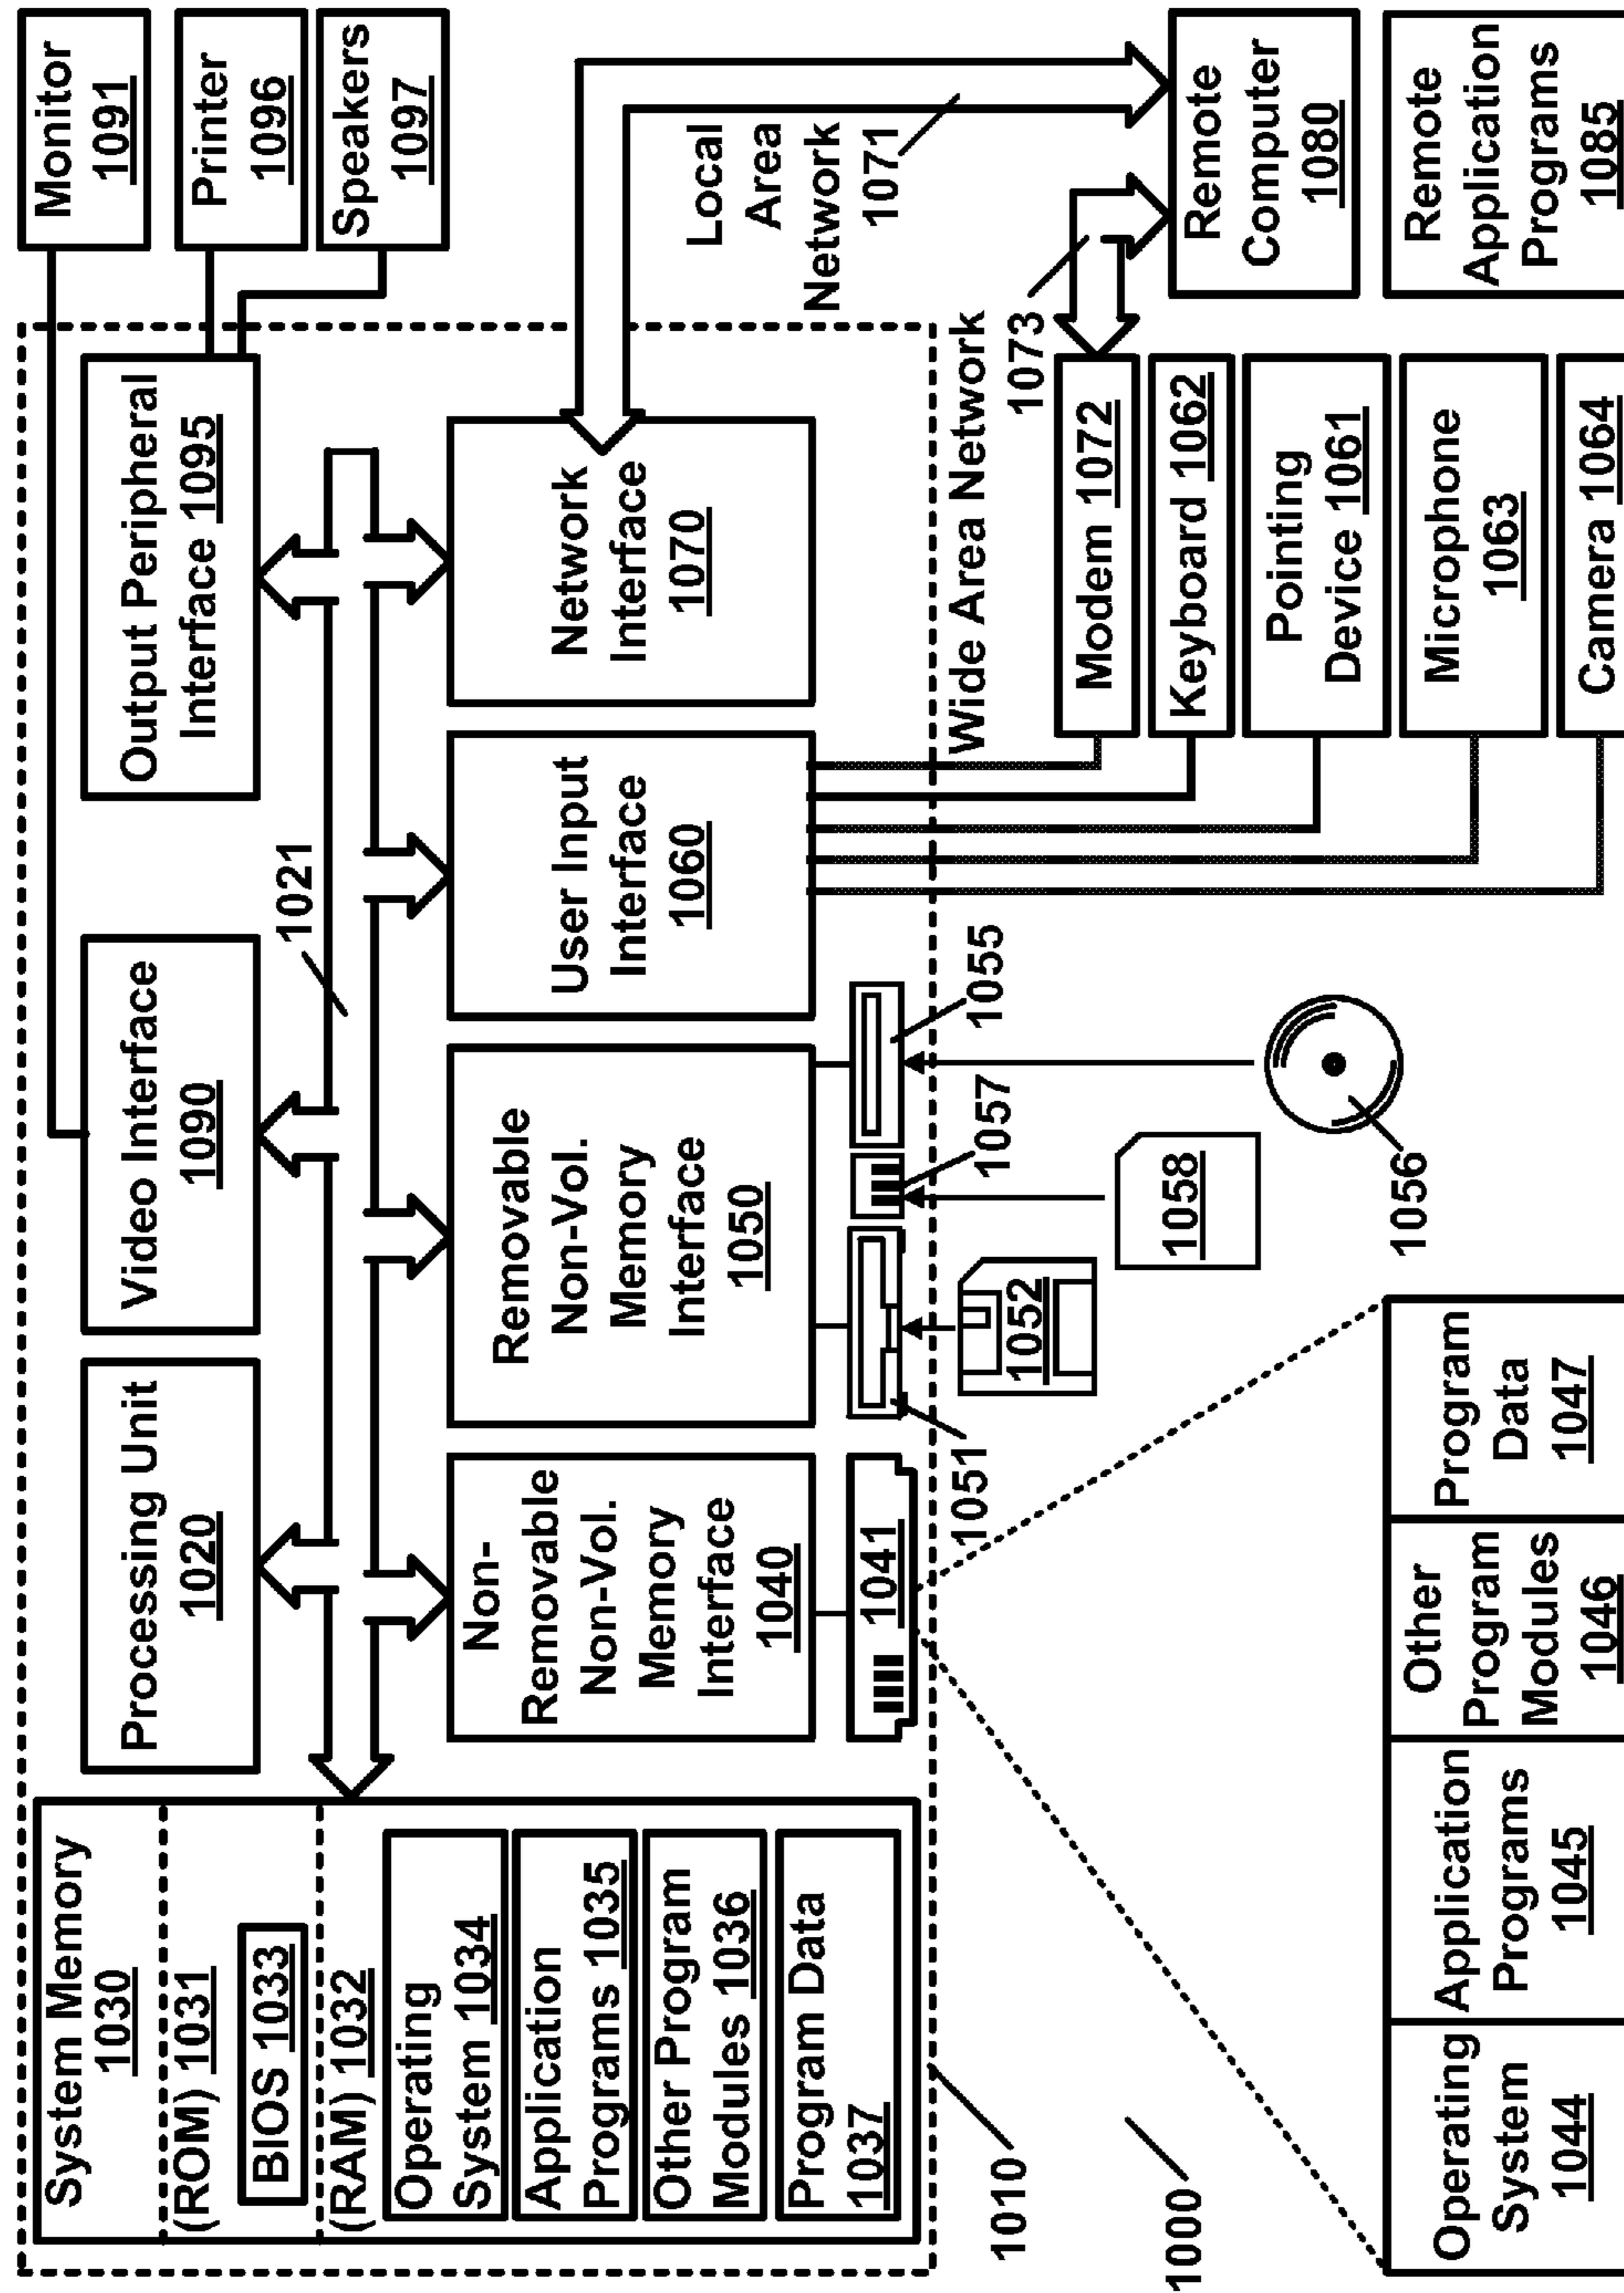 System Memory
1030
(ROM) 1031
BIOS 1033
(RAM) 1032
Operating
System 1034
Application
Programs 1035
Other Program
Modules 1036
Program Data
1037
Processing Unit
1020
Video Interface
1090
Output Peripheral
Interface 1095
Monitor
1091
Printer
1096
Speakers
1097
1021
Non-
Removable
Non-Vol.
Memory
Interface
1040
Removable
Non-Vol.
Memory
Interface
1050
User Input
Interface
1060
Network
Interface
1070
Local
Area
Network
1071
1041
1051
1052
1057
1055
1058
1056
Wide Area Network
1073
Modem 1072
Keyboard 1062
Pointing
Device 1061
Microphone
1063
Camera 1064
Remote
Computer
1080
Remote
Application
Programs
1085
1010
1000
Operating
System
1044
Application
Programs
1045
Other
Program
Modules
1046
Program
Data
1047